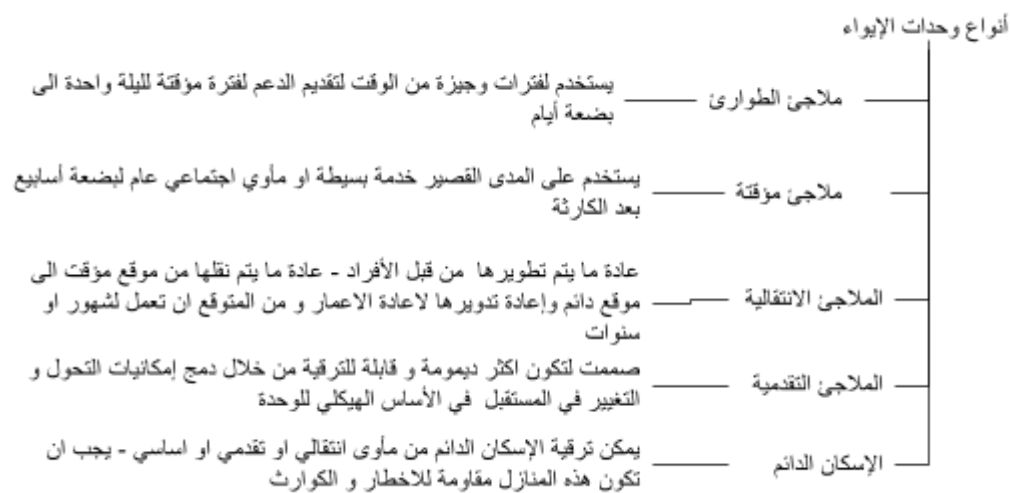 أنواع وحدات الإيواء
ملاجئ الطوارئ
يستخدم لفترات وجيزة من الوقت لتقديم الدعم لفترة مؤقتة لليلة واحدة الى
بضعة أيام
ملاجئ مؤقتة
يستخدم على المدى القصير خدمة بسيطة او مأوي اجتماعي عام لبضعة أسابيع
بعد الكارثة
الملاجئ الانتقالية
عادة ما يتم تطويرها من قبل الأفراد - عادة ما يتم نقلها من موقع مؤقت الى
موقع دائم وإعادة تدويرها لاعادة الاعمار و من المتوقع ان تعمل لشهور او
سنوات
الملاجئ التقدمية
صممت لتكون اكثر ديمومة و قابلة للترقية من خلال دمج إمكانيات التحول و
التغيير في المستقبل في الأساس الهيكلي للوحدة
الإسكان الدائم
يمكن ترقية الإسكان الدائم من مأوى انتقالي او تقدمي او اساسي - يجب ان
تكون هذه المنازل مقاومة للاخطار و الكوارث